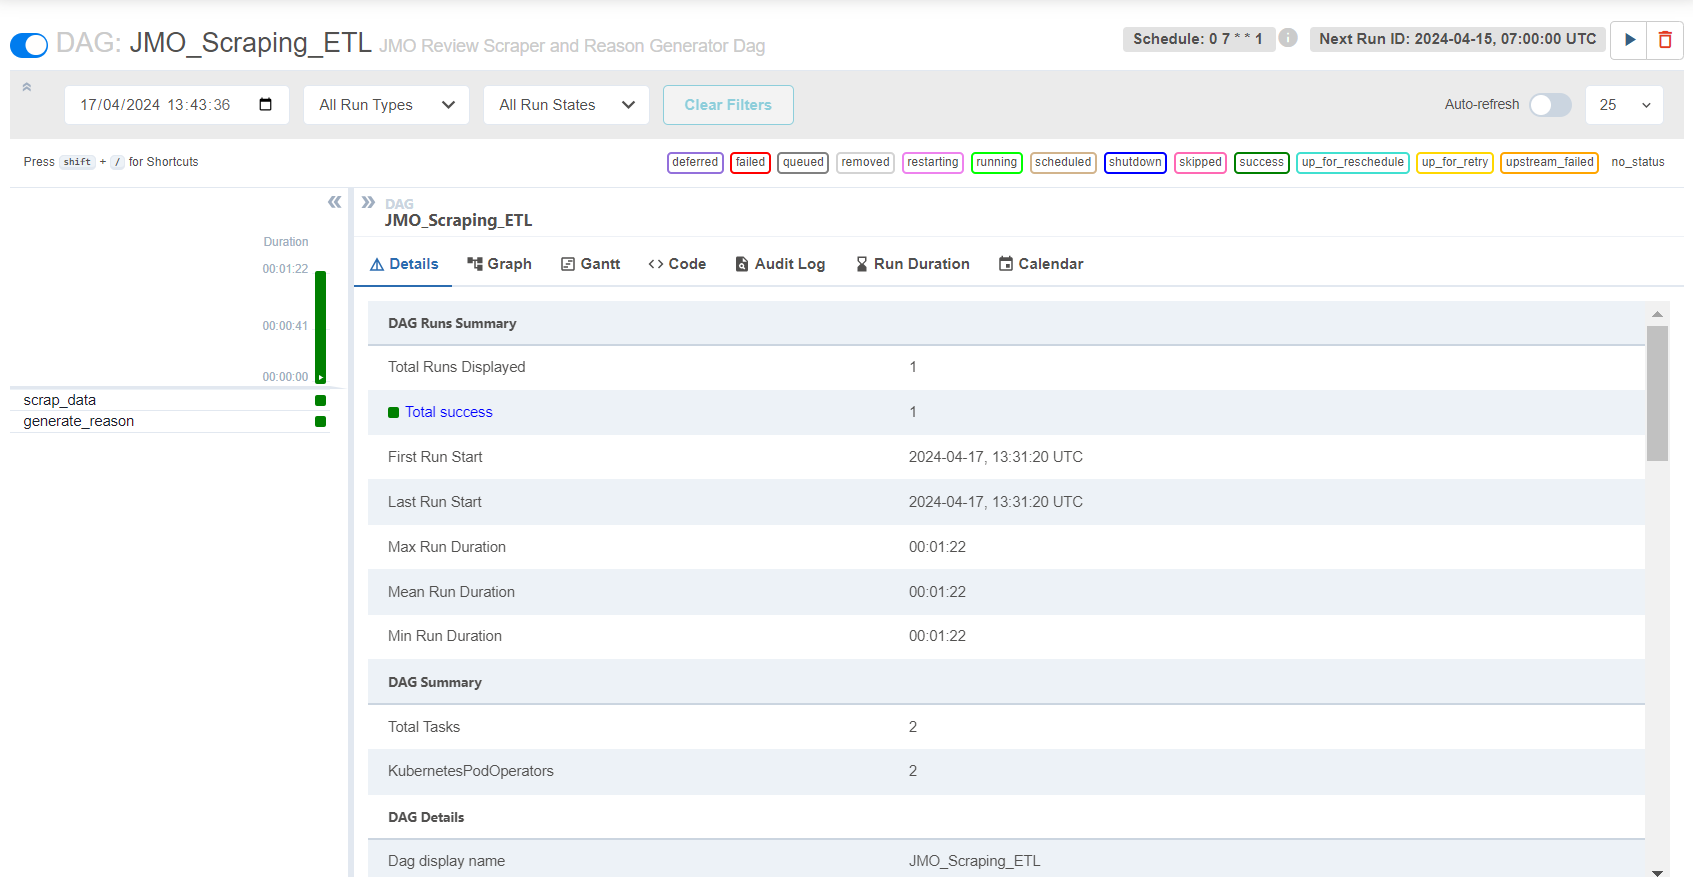 DAG: JMO_Scraping_ETL JMO Review Scraper and Reason Generator Dag
Schedule: 0 7 * * 1
Next Run ID: 2024-04-15, 07:00:00 UTC
17/04/2024 13:43:36
All Run Types
All Run States
Clear Filters
Auto-refresh
25
Press shift + / for Shortcuts
deferred failed queued removed restarting running scheduled shutdown skipped success up_for_reschedule up_for_retry upstream_failed no_status
Duration
00:01:22
00:00:41
00:00:00
scrap_data
generate_reason
DAG
JMO_Scraping_ETL
Details Graph Gantt Code Audit Log Run Duration Calendar
DAG Runs Summary
Total Runs Displayed 1
Total success 1
First Run Start 2024-04-17, 13:31:20 UTC
Last Run Start 2024-04-17, 13:31:20 UTC
Max Run Duration 00:01:22
Mean Run Duration 00:01:22
Min Run Duration 00:01:22
DAG Summary
Total Tasks 2
KubernetesPodOperators 2
DAG Details
Dag display name JMO_Scraping_ETL